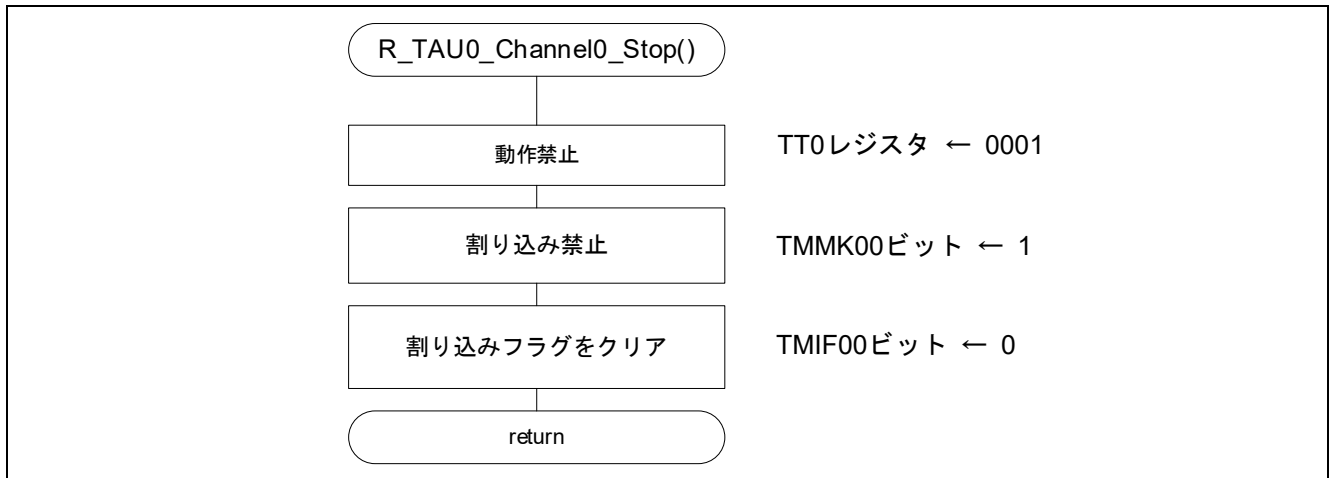 R_TAU0_Channel0_Stop()
動作禁止
TT0レジスタ ← 0001
割り込み禁止
TMMK00ビット ← 1
割り込みフラグをクリア
TMIF00ビット ← 0
return